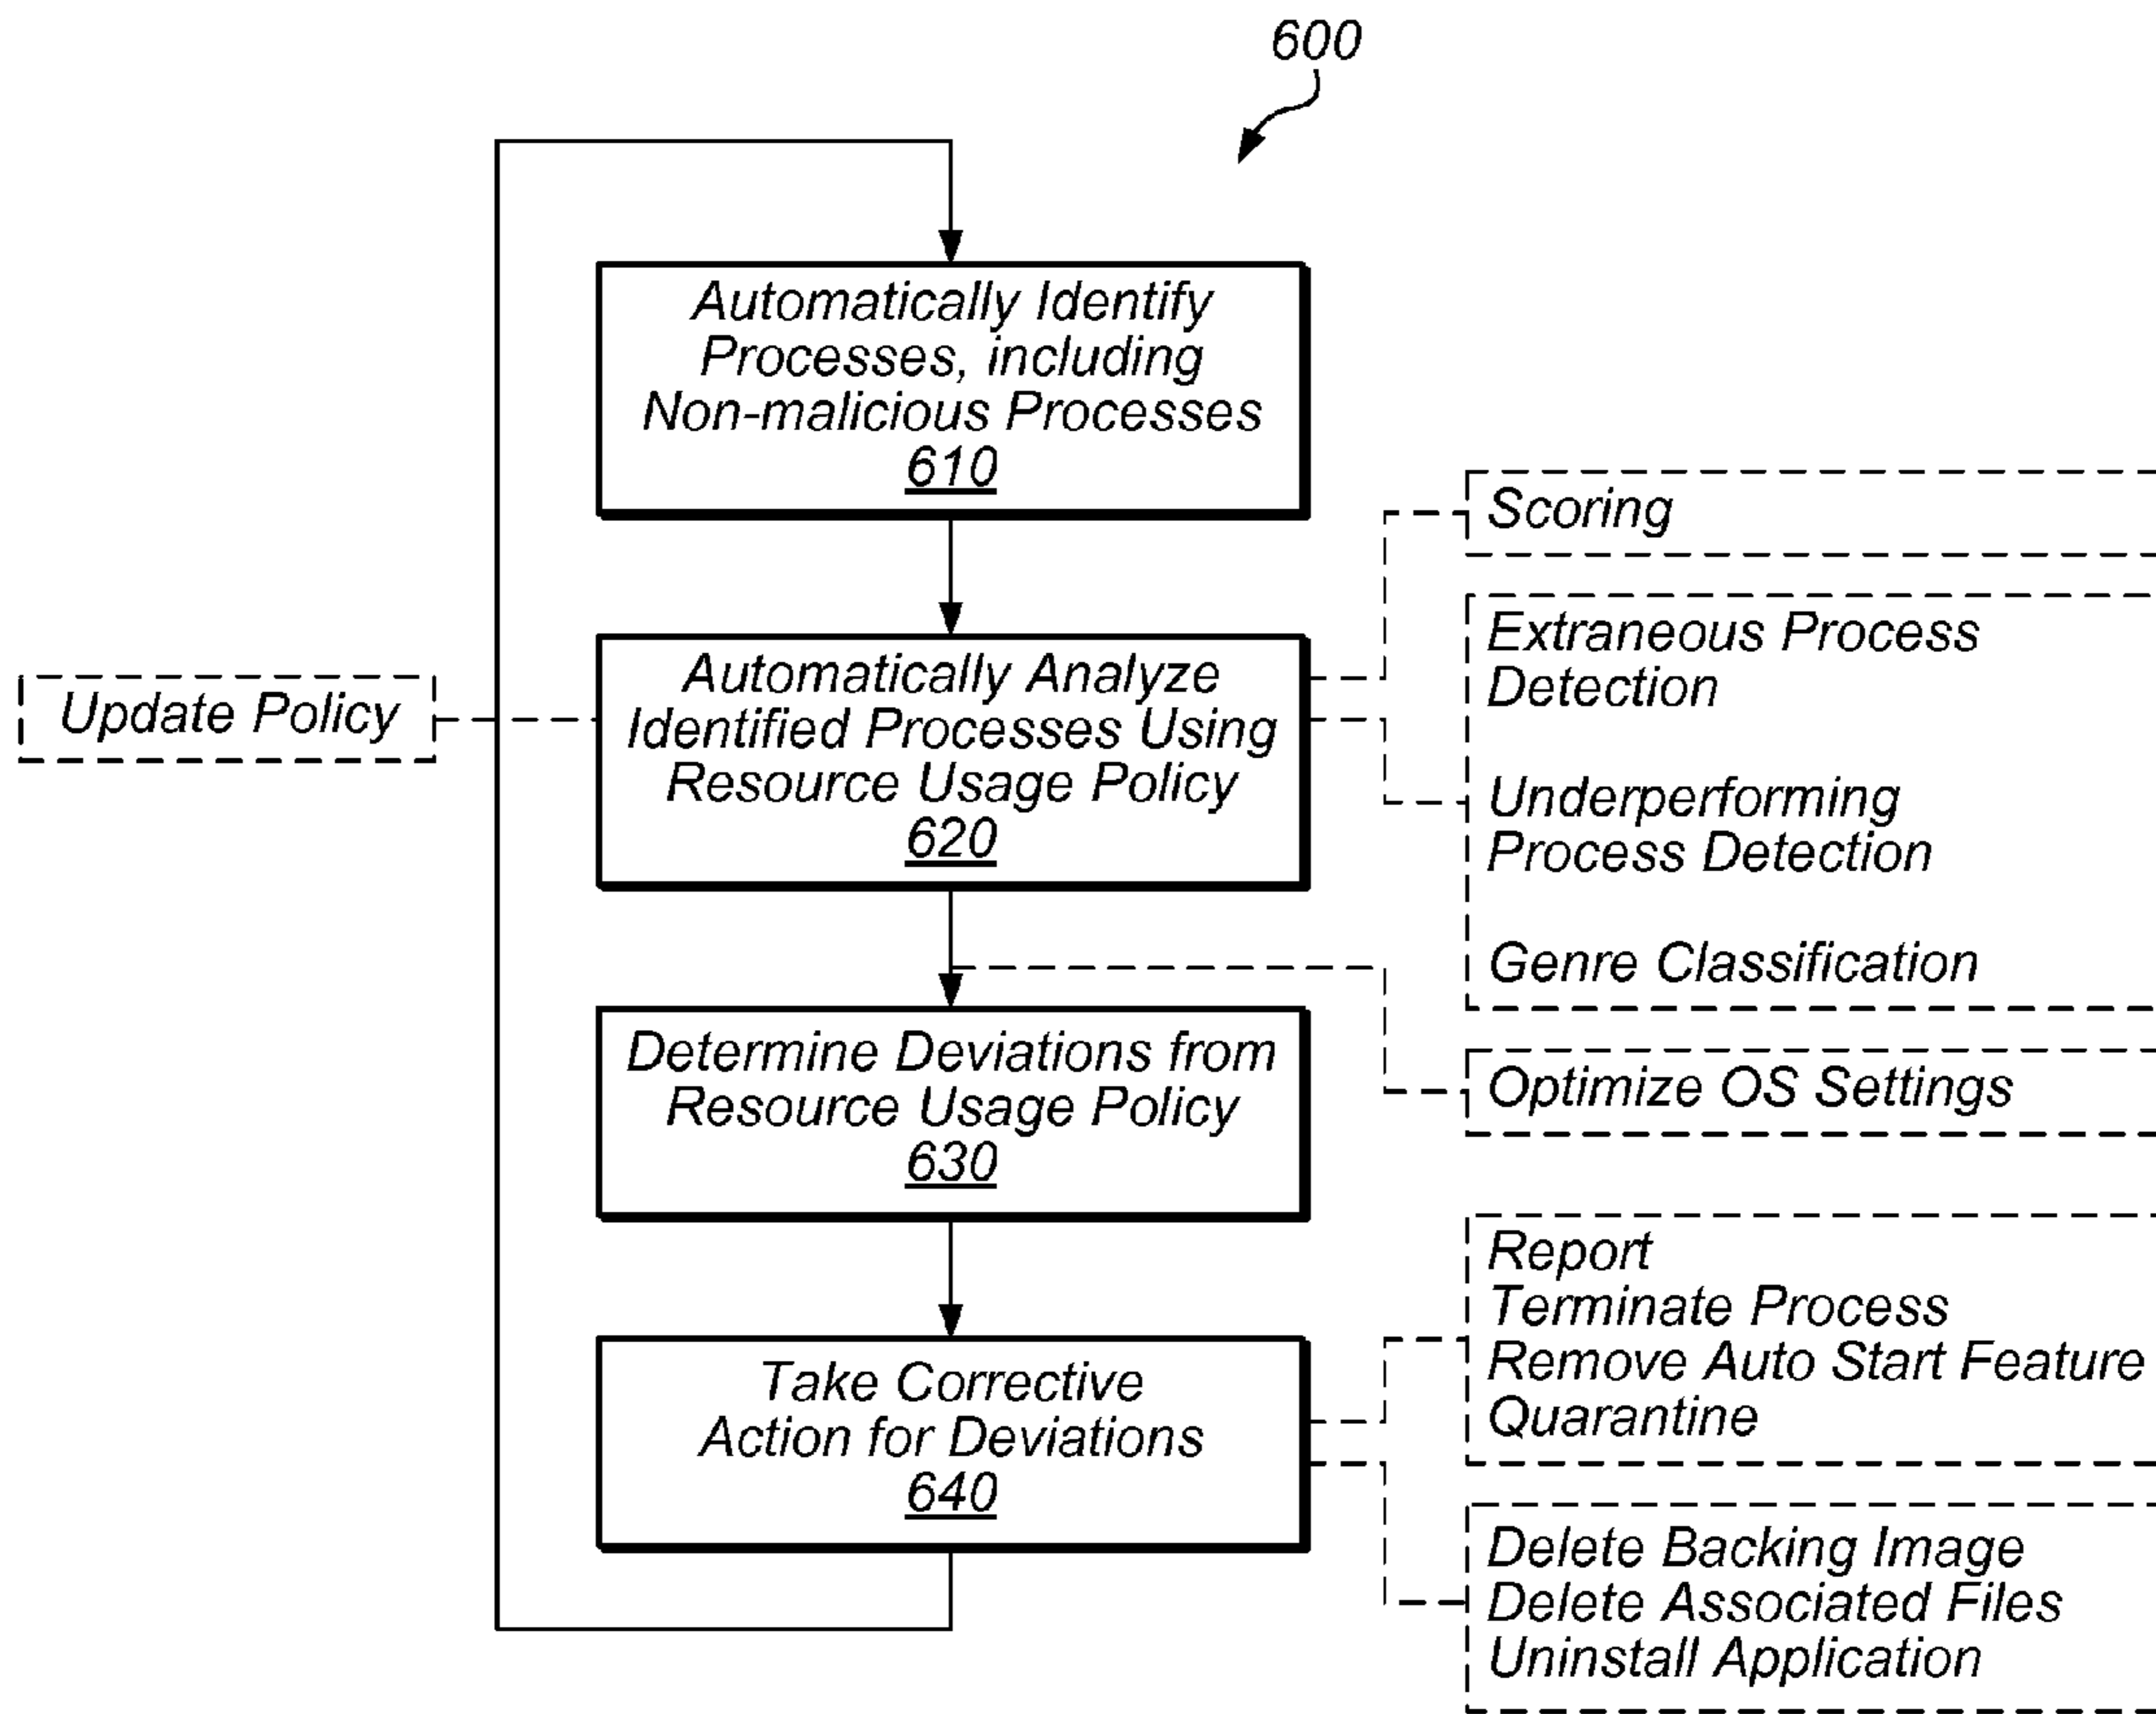 600
Automatically Identify
Processes, including
Non-malicious Processes
610
Scoring
Extraneous Process
Detection
Update Policy
Automatically Analyze
Identified Processes Using
Resource Usage Policy
620
Underperforming
Process Detection
Genre Classification
Determine Deviations from
Resource Usage Policy
630
Optimize OS Settings
Report
Terminate Process
Remove Auto Start Feature
Quarantine
Take Corrective
Action for Deviations
640
Delete Backing Image
Delete Associated Files
Uninstall Application